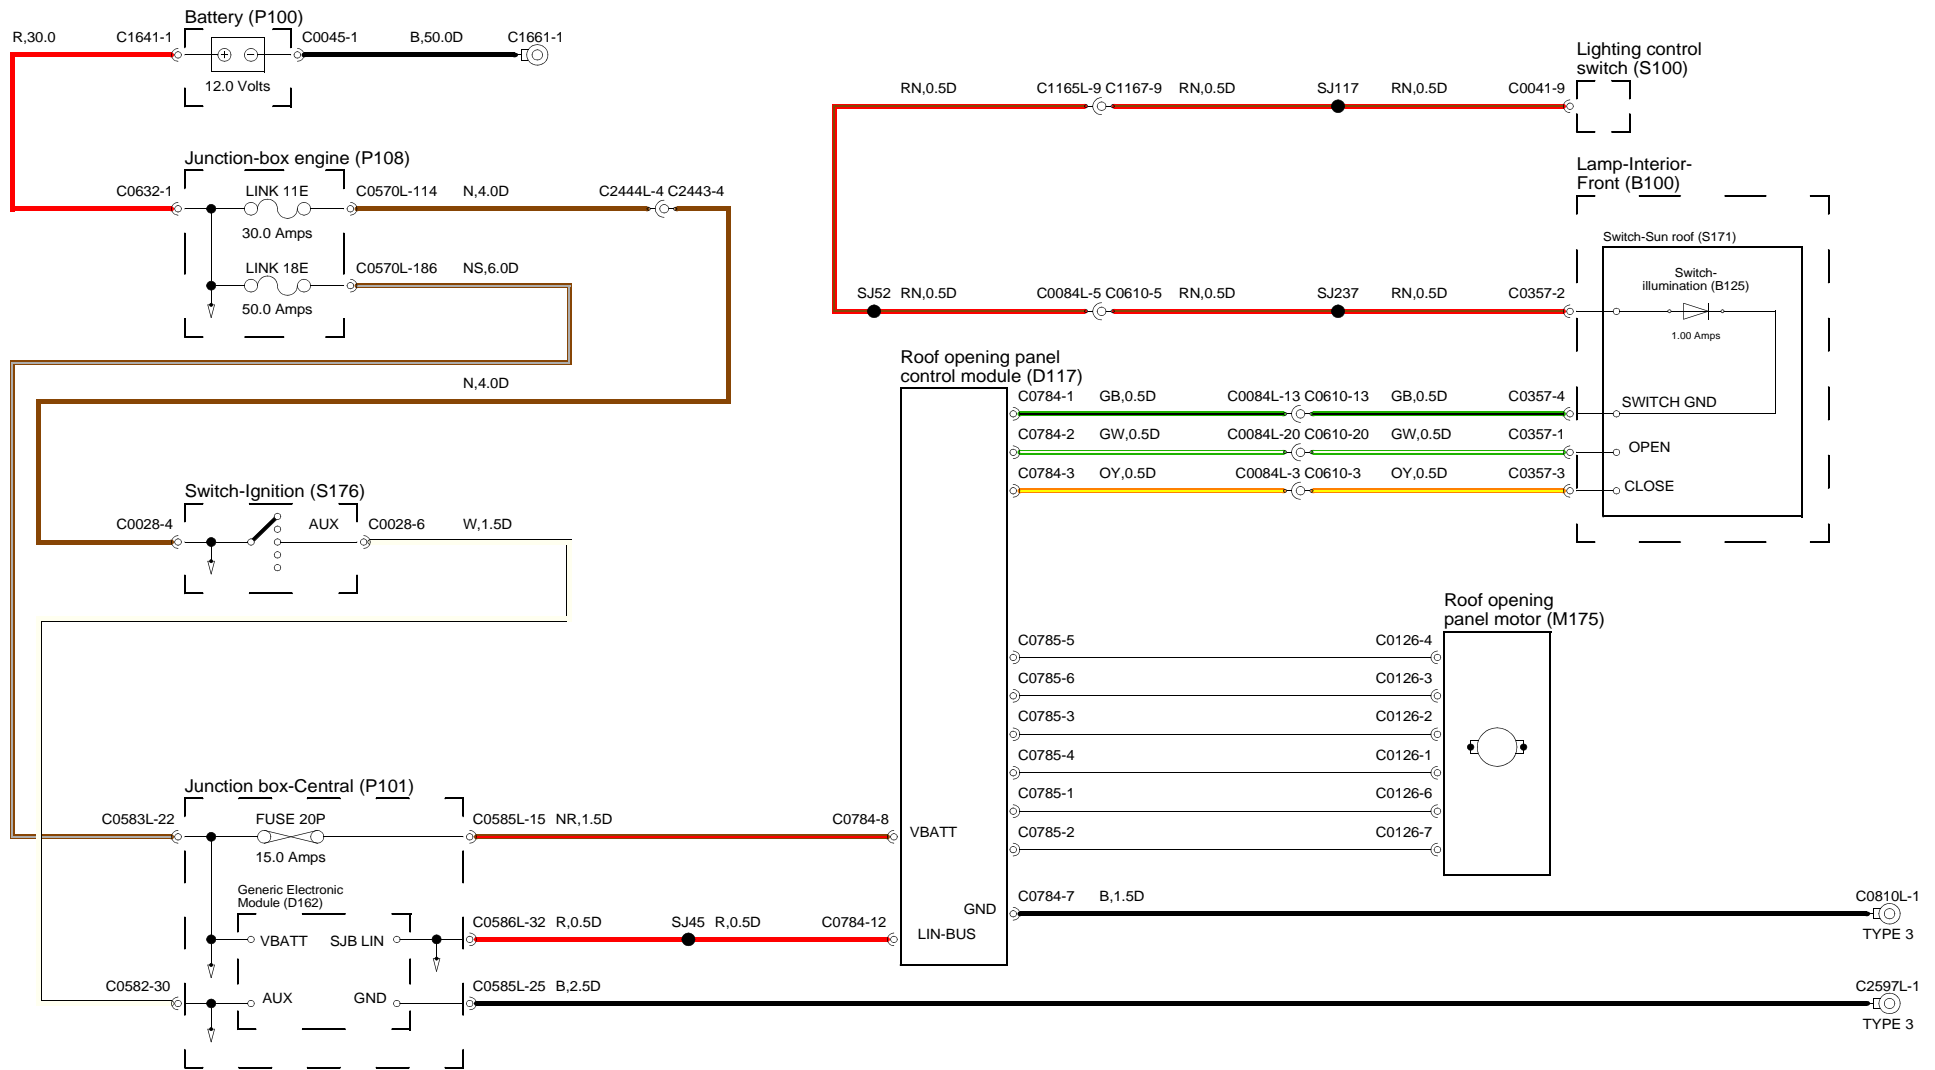 Battery (P100)
R,30.0
C1641-1
C0045-1
B,50.0D
C1661-1
12.0 Volts
Junction-box engine (P108)
C0632-1
LINK 11E
C0570L-114
N,4.0D
C2444L-4 C2443-4
30.0 Amps
LINK 18E
C0570L-186
NS,6.0D
50.0 Amps
N,4.0D
Switch-Ignition (S176)
C0028-4
AUX
C0028-6
W,1.5D
Junction box-Central (P101)
C0583L-22
FUSE 20P
C0585L-15
NR,1.5D
C0784-8
15.0 Amps
Generic Electronic
Module (D162)
VBATT
SJB LIN
C0586L-32
R,0.5D
SJ45
R,0.5D
C0784-12
C0582-30
AUX
GND
C0585L-25
B,2.5D
C2597L-1
TYPE 3
Lighting control
switch (S100)
RN,0.5D
C1165L-9 C1167-9
RN,0.5D
SJ117
RN,0.5D
C0041-9
Lamp-Interior-
Front (B100)
Switch-Sun roof (S171)
Switch-
illumination (B125)
1.00 Amps
SJ52
RN,0.5D
C0084L-5 C0610-5
RN,0.5D
SJ237
RN,0.5D
C0357-2
Roof opening panel
control module (D117)
C0784-1
GB,0.5D
C0084L-13 C0610-13
GB,0.5D
C0357-4
SWITCH GND
C0784-2
GW,0.5D
C0084L-20 C0610-20
GW,0.5D
C0357-1
OPEN
C0784-3
OY,0.5D
C0084L-3 C0610-3
OY,0.5D
C0357-3
CLOSE
Roof opening
panel motor (M175)
C0785-5
C0126-4
C0785-6
C0126-3
C0785-3
C0126-2
C0785-4
C0126-1
C0785-1
C0126-6
C0785-2
C0126-7
VBATT
GND
C0784-7
B,1.5D
C0810L-1
TYPE 3
LIN-BUS